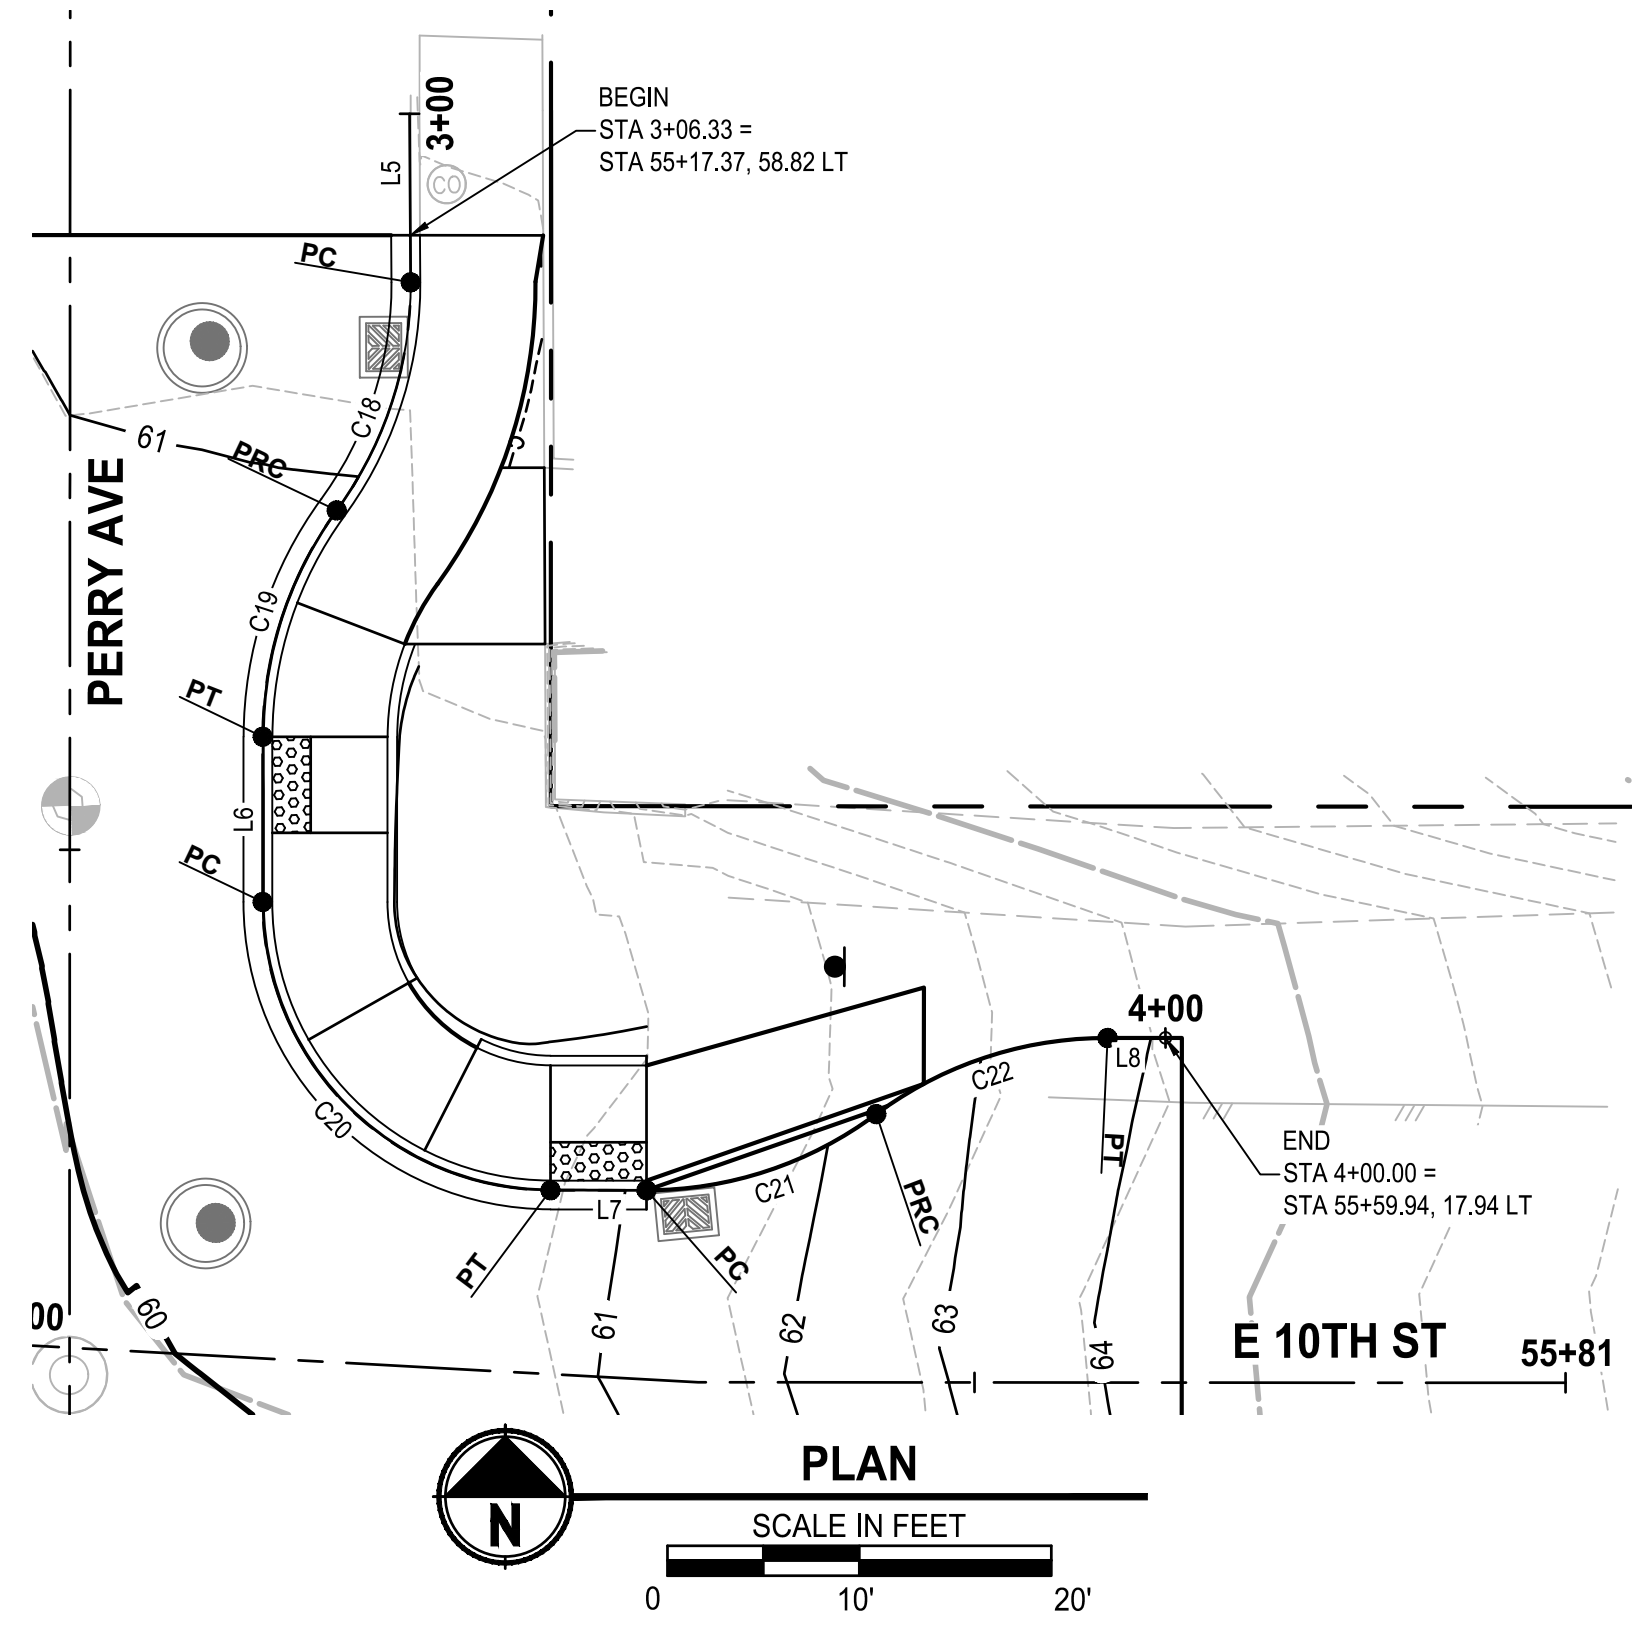 3+00
BEGIN
STA 3+06.33 =
STA 55+17.37, 58.82 LT
L5
CO
PC
C18
61
PRC
PERRY AVE
C19
PT
L6
PC
4+00
L8
C22
C20
END
STA 4+00.00 =
STA 55+59.94, 17.94 LT
PT
C21
PRC
L7
PT
PC
60
00
61
62
63
64
E 10TH ST
55+81
PLAN
N
SCALE IN FEET
0
10'
20'